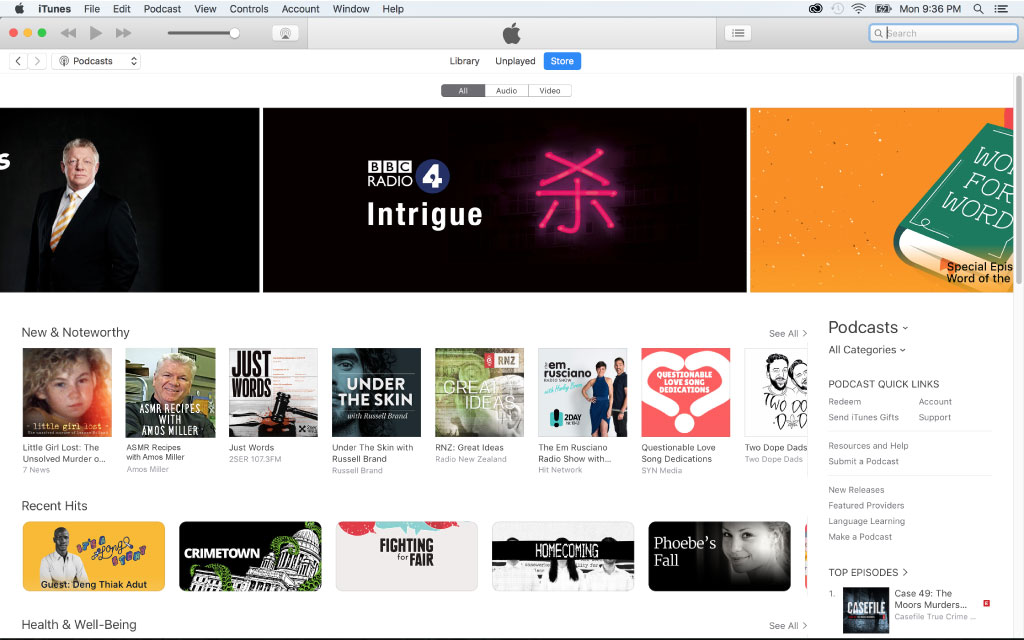 iTunes File Edit Podcast View Controls Account Window Help
Mon 9:36 PM
Search
Podcasts
Library Unplayed Store
All Audio Video
S
BBC
RADIO 4
Intrigue
杀
WO
FOR
WORD
Special Epis
Word of the
New & Noteworthy
See All
little girl lost
ASMR RECIPES
WITH
AMOS MILLER
JUST
WORDS
UNDER
THE SKIN
with Russell Brand
RNZ
GREAT
IDEAS
THE em
rusciano
RADIO SHOW
with Harley Breen
2DAY
QUESTIONABLE
LOVE SONG
DEDICATIONS
TWO DO
DA
Little Girl Lost: The
Unsolved Murder o...
7 News
ASMR Recipes
with Amos Miller
Amos Miller
Just Words
2SER 107.3FM
Under The Skin with
Russell Brand
Russell Brand
RNZ: Great Ideas
Radio New Zealand
The Em Rusciano
Radio Show with...
Hit Network
Questionable Love
Song Dedications
SYN Media
Two Dope Dads
Two Dope Dads
Recent Hits
IT'S A
Long
STORY
Guest: Deng Thiak Adut
CRIMETOWN
FIGHTING
for FAIR
HOMECOMING
Phoebe's
Fall
Health & Well-Being
See All
Podcasts
All Categories
PODCAST QUICK LINKS
Redeem Account
Send iTunes Gifts Support
Resources and Help
Submit a Podcast
New Releases
Featured Providers
Language Learning
Make a Podcast
TOP EPISODES
1.
CASEFILE
Case 49: The
Moors Murders...
Casefile True Crime ...